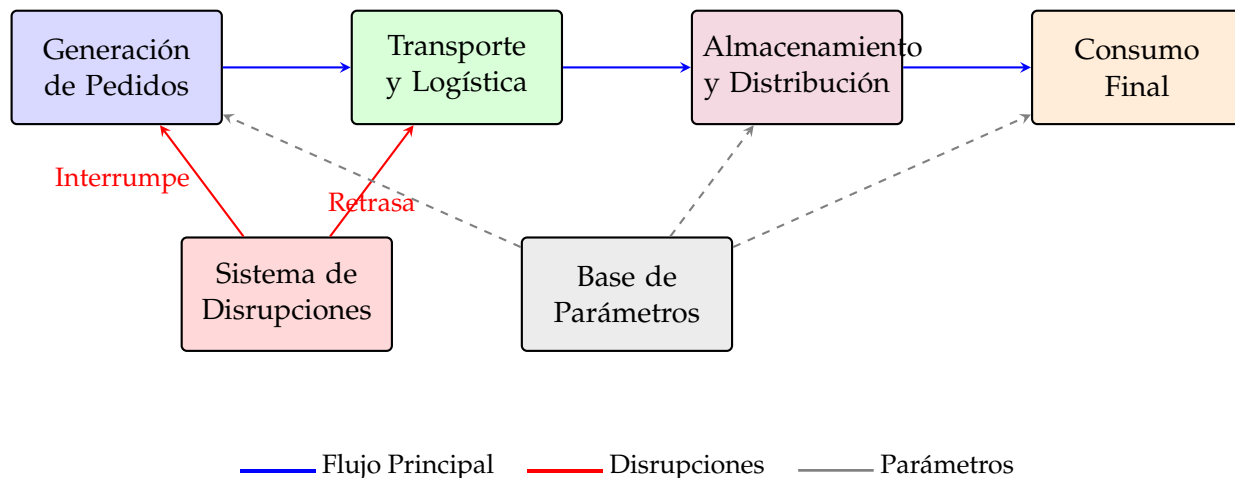 Generación
de Pedidos
Transporte
y Logística
Almacenamiento
y Distribución
Consumo
Final
Interrumpe
Retrasa
Sistema de
Disrupciones
Base de
Parámetros
Flujo Principal
Disrupciones
Parámetros